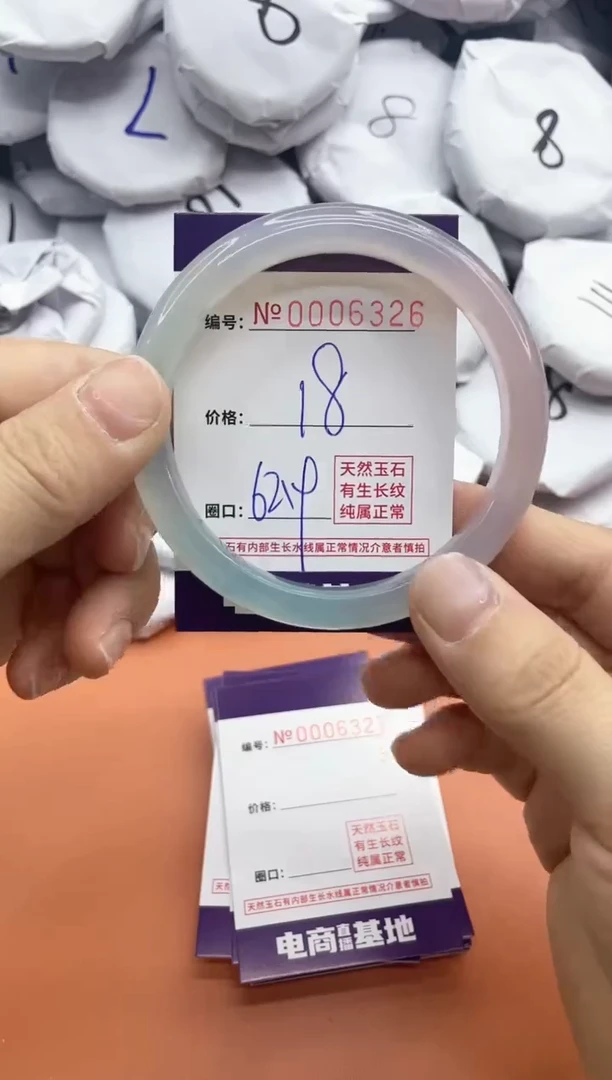 8
7
8
8
编号: №0006326
价格: 18
天然玉石
有生长纹
纯属正常
圈口:
石有内部生长水线属正常情况介意者慎拍
编号: №000632
价格:
天然玉石
有生长纹
纯属正常
圈口:
天然玉石有内部生长水线属正常情况介意者慎拍
电商直播基地